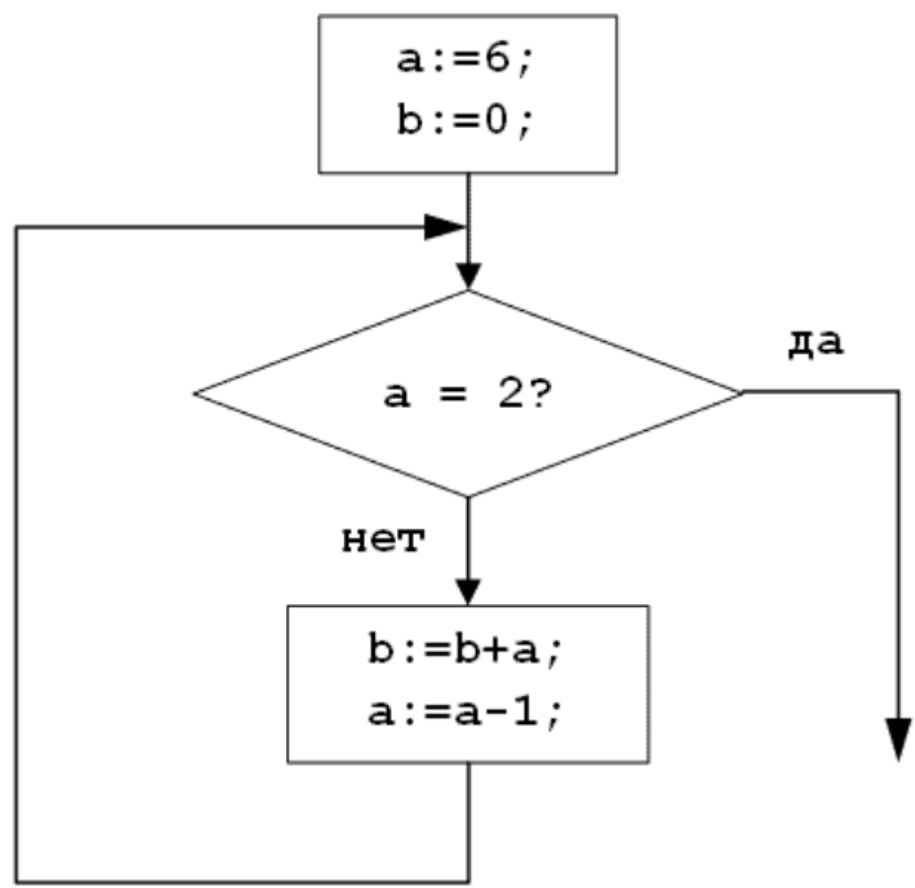 a:=6;
b:=0;
да
a = 2?
нет
b:=b+a;
a:=a-1;